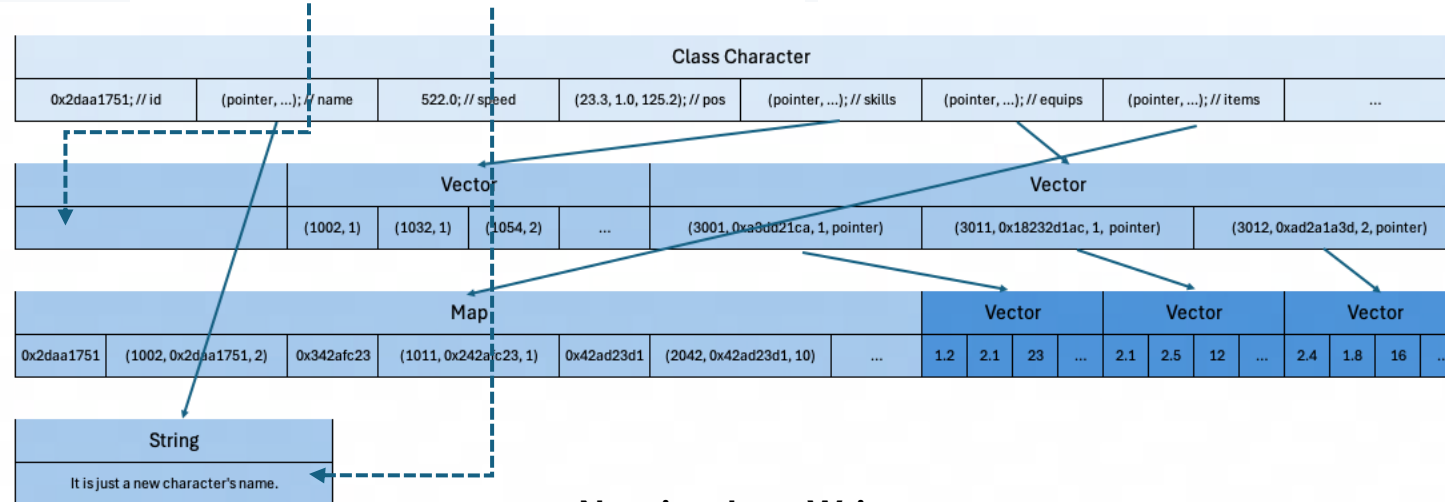 Class Character
0x2daa1751; // id (pointer, ...); // name 522.0; // speed (23.3, 1.0, 125.2); // pos (pointer, ...); // skills (pointer, ...); // equips (pointer, ...); // items ...
Vector Vector
(1002, 1) (1032, 1) (1054, 2) ... (3001, 0xa3dd21ca, 1, pointer) (3011, 0x18232d1ac, 1, pointer) (3012, 0xad2a1a3d, 2, pointer)
Map Vector Vector Vector
0x2daa1751 (1002, 0x2daa1751, 2) 0x342afc23 (1011, 0x242afc23, 1) 0x42ad23d1 (2042, 0x42ad23d1, 10) ... 1.2 2.1 23 ... 2.1 2.5 12 ... 2.4 1.8 16 ...
String
It is just a new character's name.